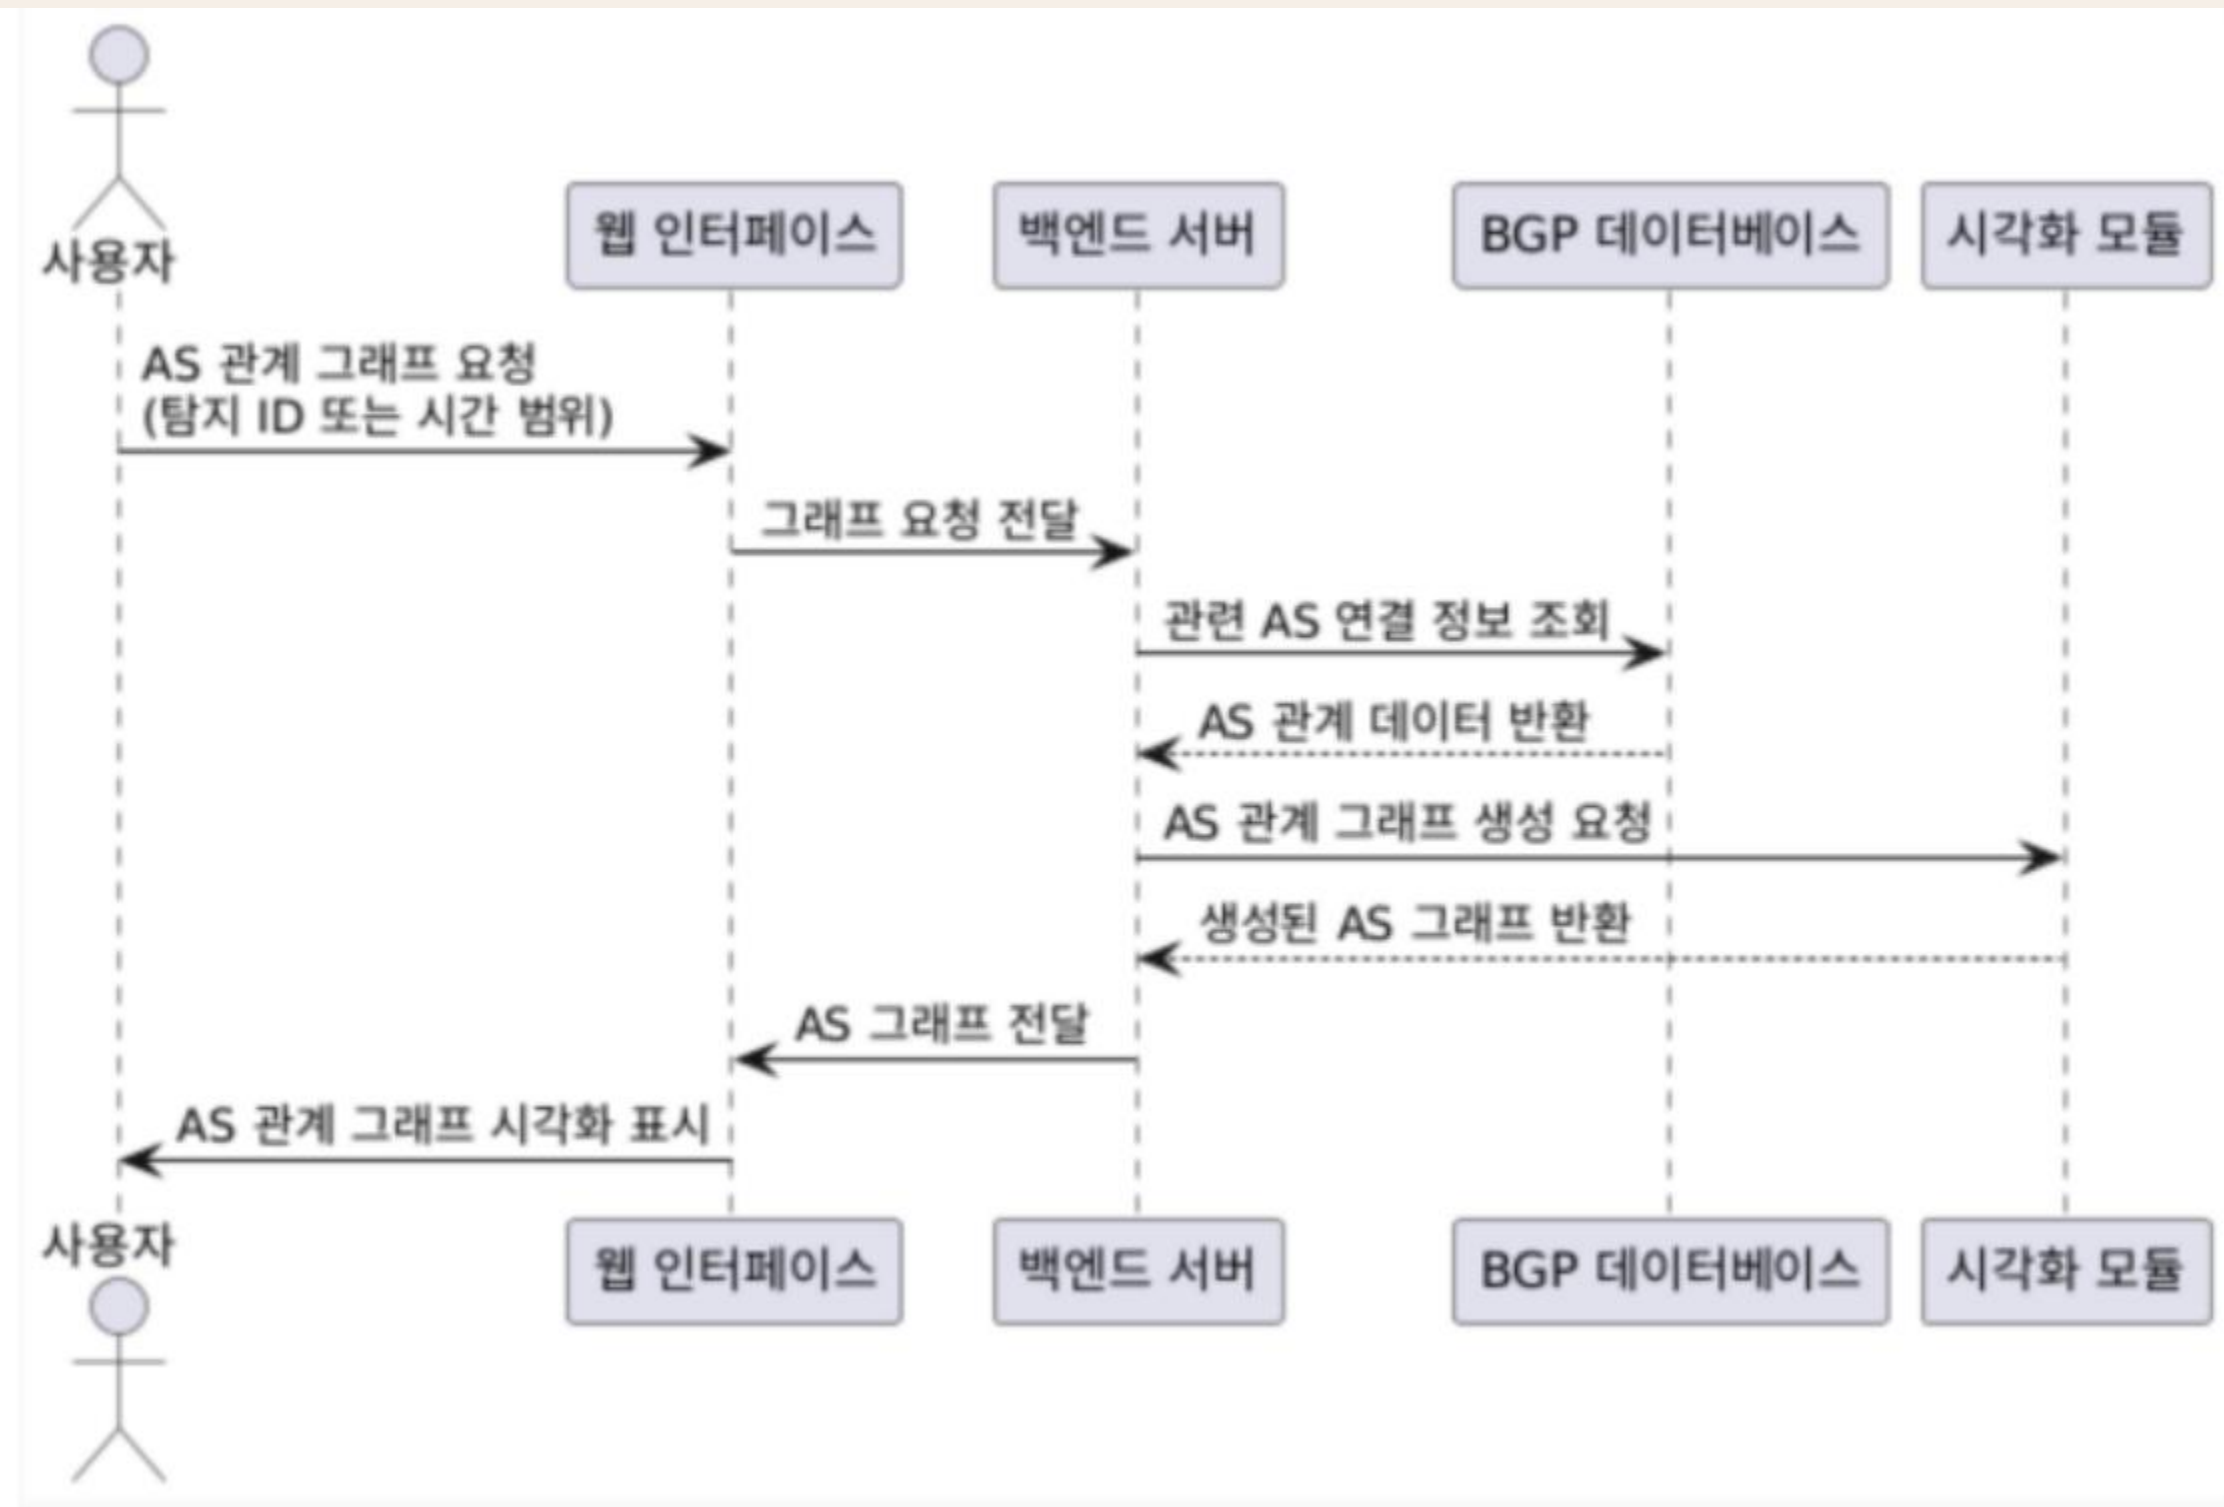 사용자
웹 인터페이스
백엔드 서버
BGP 데이터베이스
시각화 모듈
AS 관계 그래프 요청
(탐지 ID 또는 시간 범위)
그래프 요청 전달
관련 AS 연결 정보 조회
AS 관계 데이터 반환
AS 관계 그래프 생성 요청
생성된 AS 그래프 반환
AS 그래프 전달
AS 관계 그래프 시각화 표시
사용자
웹 인터페이스
백엔드 서버
BGP 데이터베이스
시각화 모듈